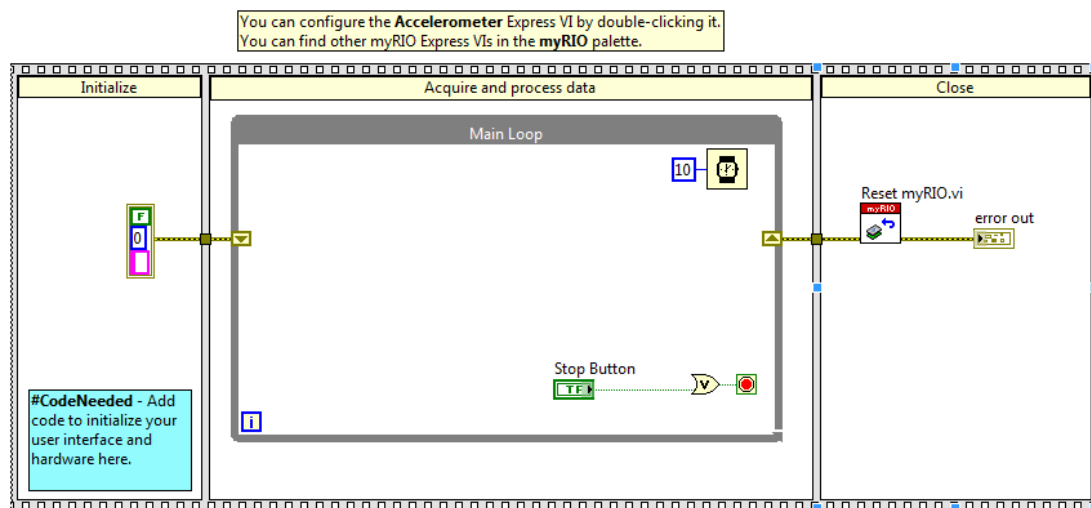 You can configure the Accelerometer Express VI by double-clicking it.
You can find other myRIO Express VIs in the myRIO palette.
Initialize
Acquire and process data
Close
Main Loop
10
Reset myRIO.vi
myRIO
error out
F
0
Stop Button
TF
V
#CodeNeeded - Add
code to initialize your
user interface and
hardware here.
i